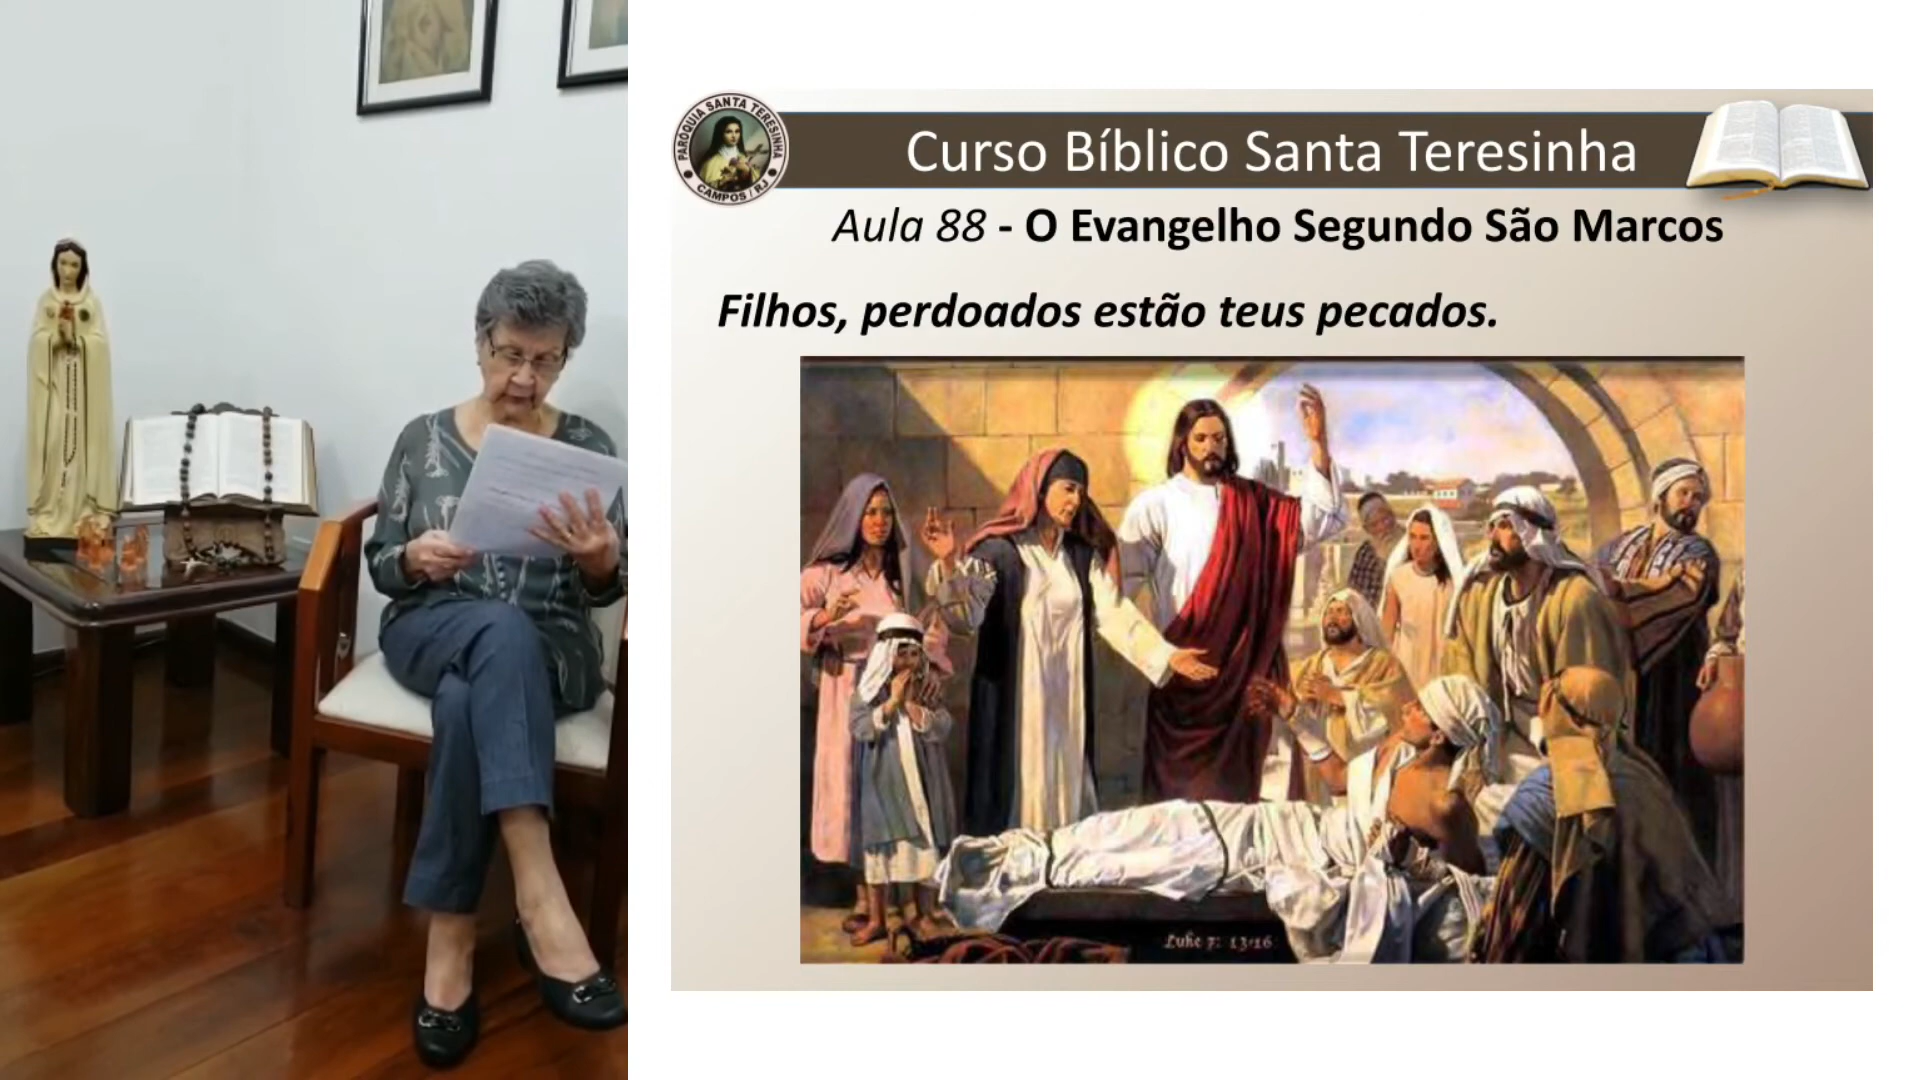 PARÓQUIA SANTA TERESINHA
CAMPOS / RJ
Curso Bíblico Santa Teresinha
Aula 88 - O Evangelho Segundo São Marcos
Filhos, perdoados estão teus pecados.
Luke 7: 13-16